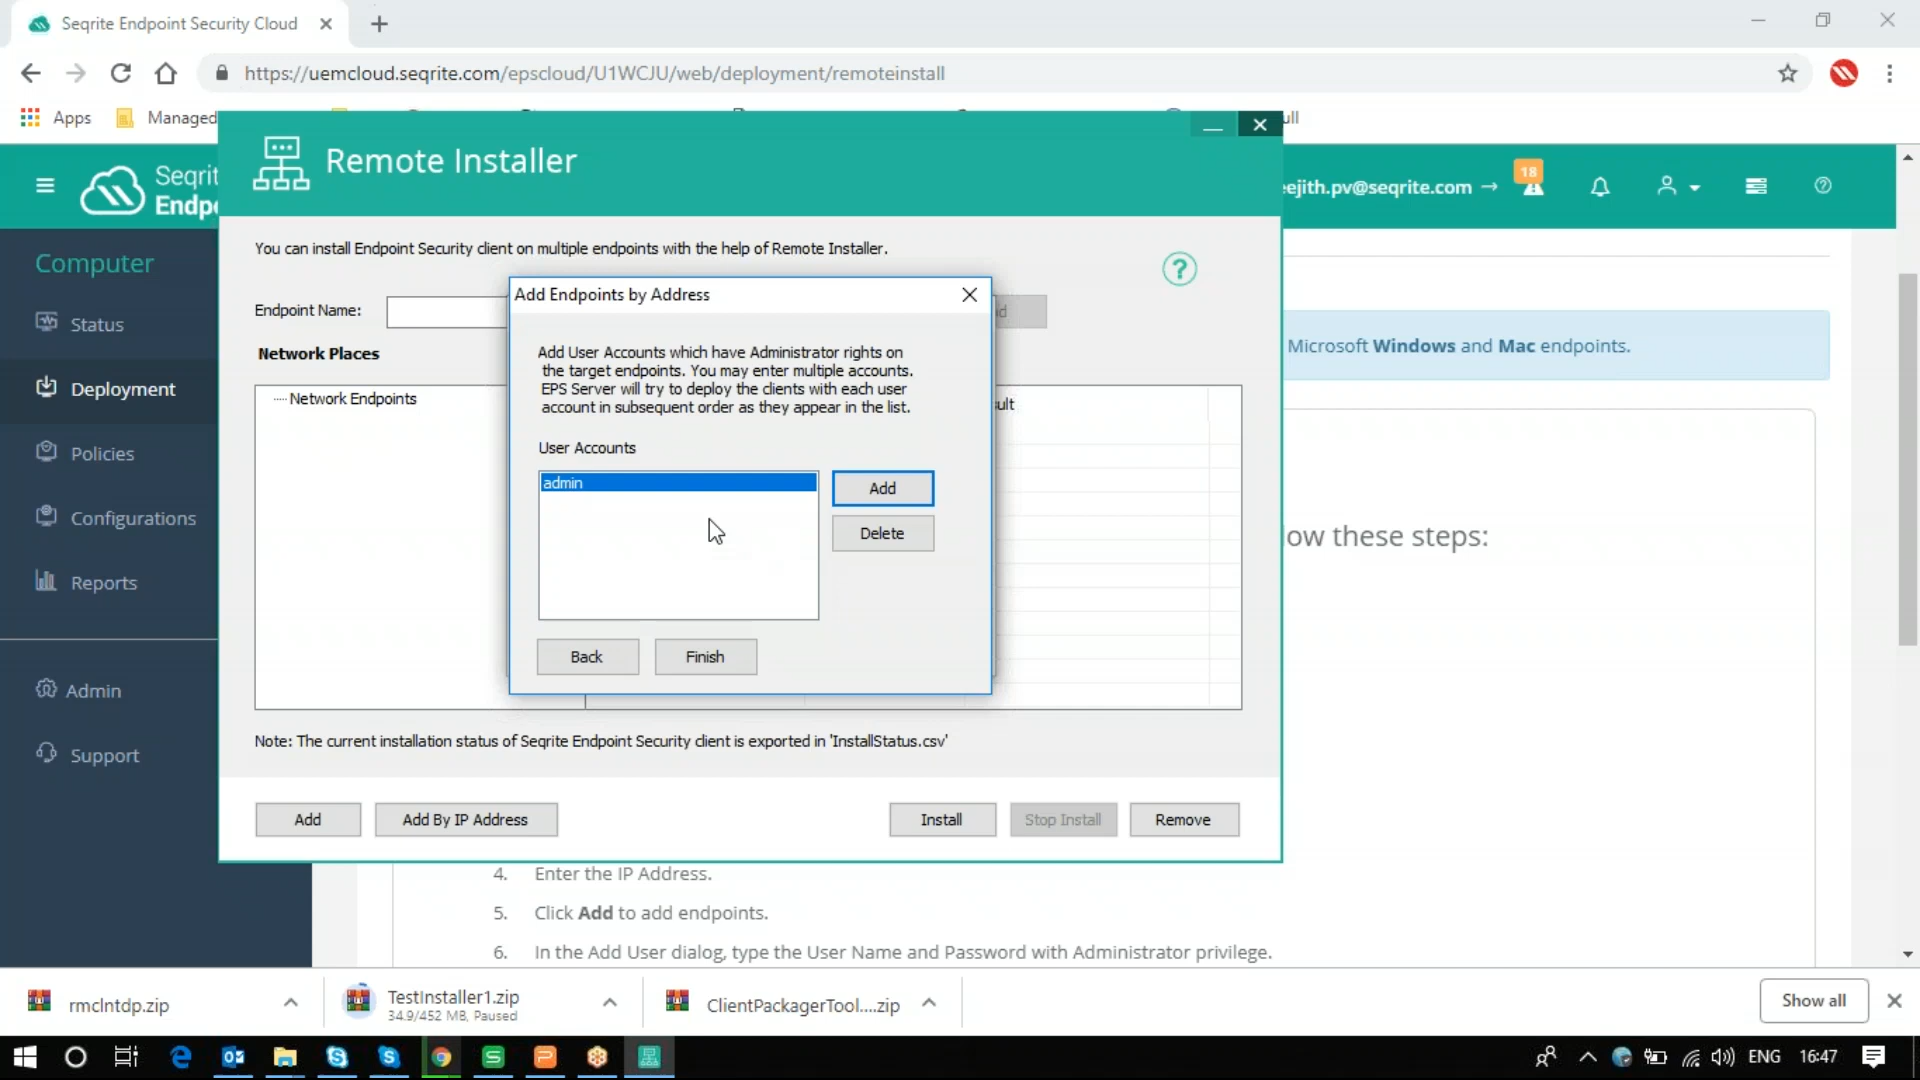 Seqrite Endpoint Security Cloud
https://uemcloud.seqrite.com/epscloud/U1WCJU/web/deployment/remoteinstall
Apps
Managed
Seqrit
Endpo
Computer
Status
Deployment
Policies
Configurations
Reports
Admin
Support
Remote Installer
eejith.pv@seqrite.com →
18
You can install Endpoint Security client on multiple endpoints with the help of Remote Installer.
?
Endpoint Name:
Network Places
Network Endpoints
Add Endpoints by Address
Add User Accounts which have Administrator rights on
the target endpoints. You may enter multiple accounts.
EPS Server will try to deploy the clients with each user
account in subsequent order as they appear in the list.
User Accounts
admin
Add
Delete
Back
Finish
Microsoft Windows and Mac endpoints.
ow these steps:
Note: The current installation status of Seqrite Endpoint Security client is exported in 'InstallStatus.csv'
Add
Add By IP Address
Install
Stop Install
Remove
4. Enter the IP Address.
5. Click Add to add endpoints.
6. In the Add User dialog, type the User Name and Password with Administrator privilege.
rmclntdp.zip
TestInstaller1.zip
34.9/452 MB, Paused
ClientPackagerTool....zip
Show all
ENG
16:47